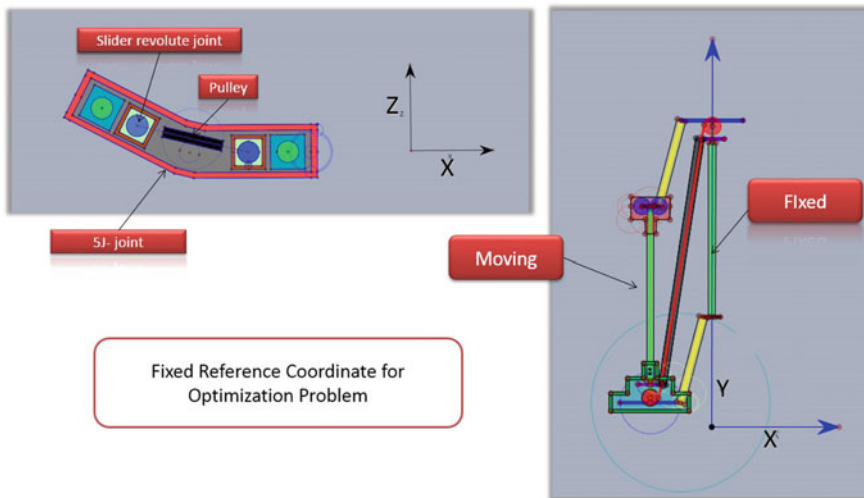 Slider revolute joint
Pulley
Z
X
5J- joint
FIxed
Moving
Fixed Reference Coordinate for
Optimization Problem
Y
X